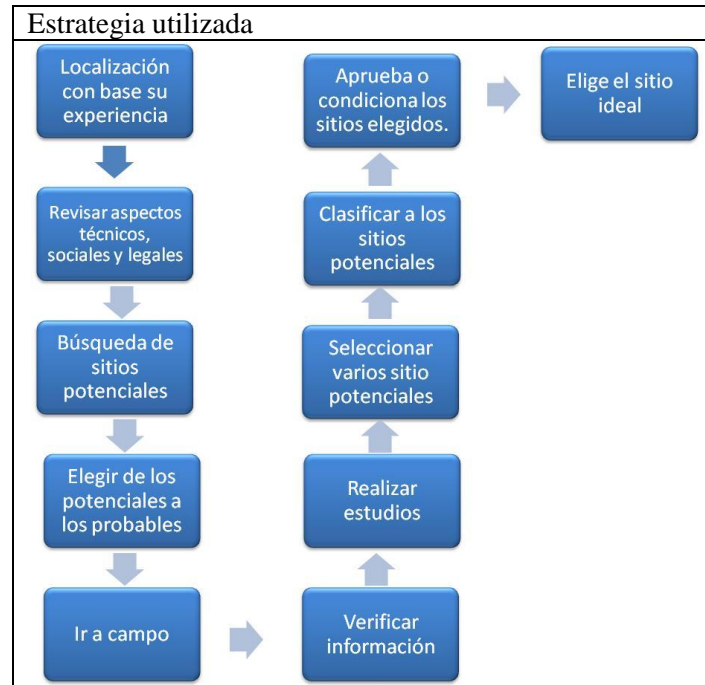 Estrategia utilizada
Localización
con base su
experiencia
Revisar aspectos
técnicos,
sociales y legales
Búsqueda de
sitios
potenciales
Elegir de los
potenciales a
los probables
Ir a campo
Verificar
información
Realizar
estudios
Seleccionar
varios sitio
potenciales
Clasificar a los
sitios
potenciales
Aprueba o
condiciona los
sitios elegidos.
Elige el sitio
ideal